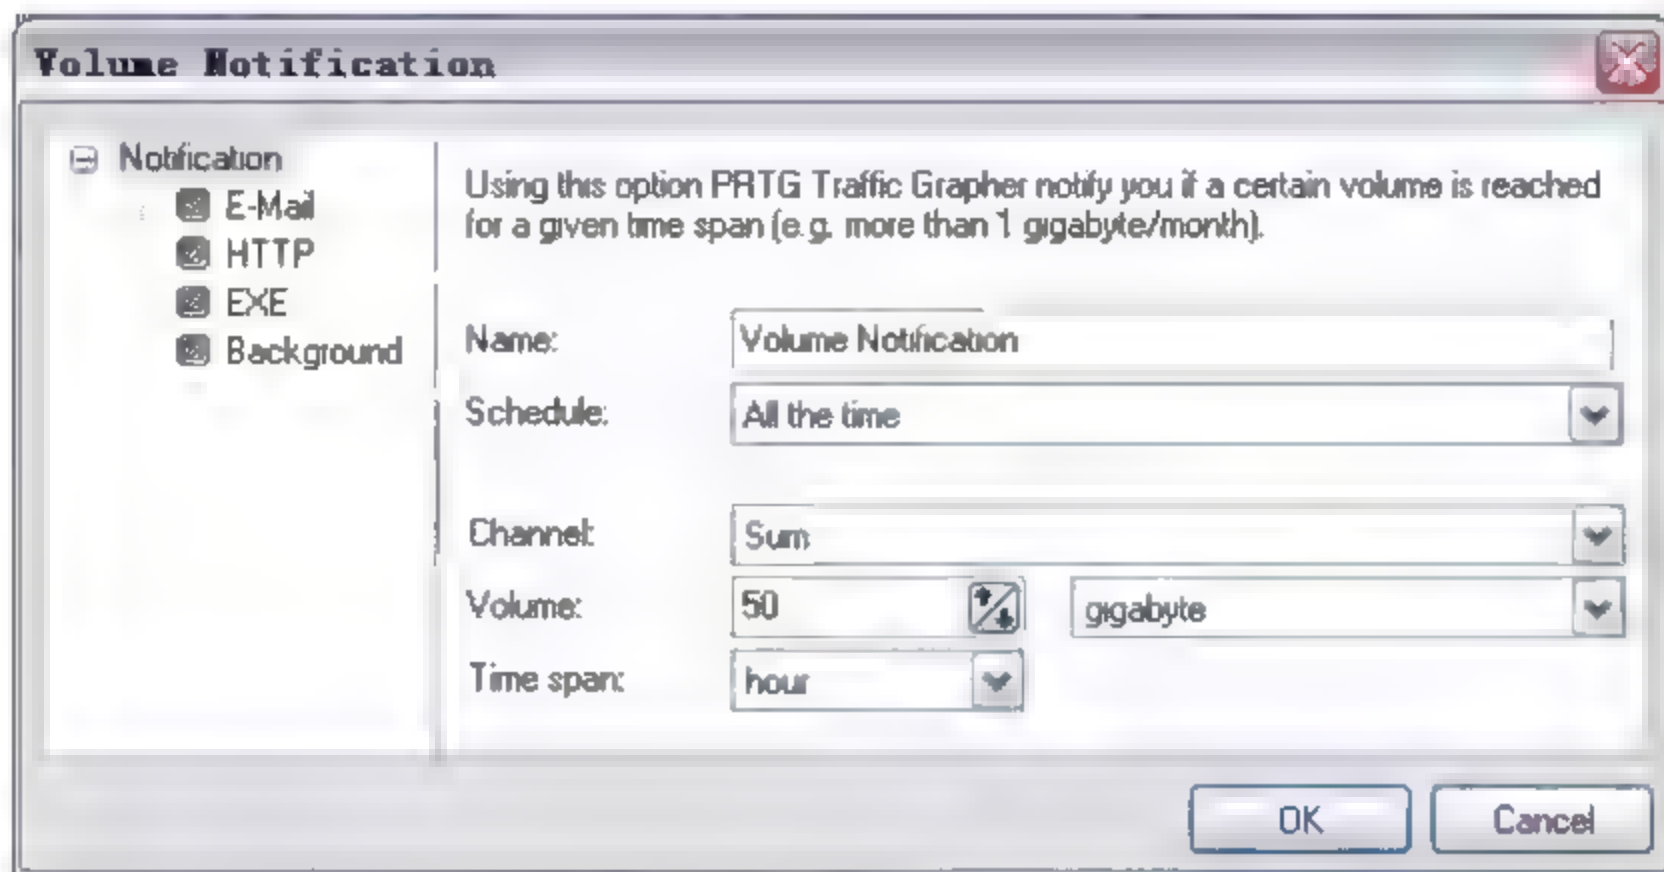 Volume Notification
Notification
E-Mail
HTTP
EXE
Background
Using this option PRTG Traffic Grapher notify you if a certain volume is reached
for a given time span (e.g. more than 1 gigabyte/month).
Name: Volume Notification
Schedule: All the time
Channel: Sum
Volume: 50 gigabyte
Time span: hour
OK Cancel